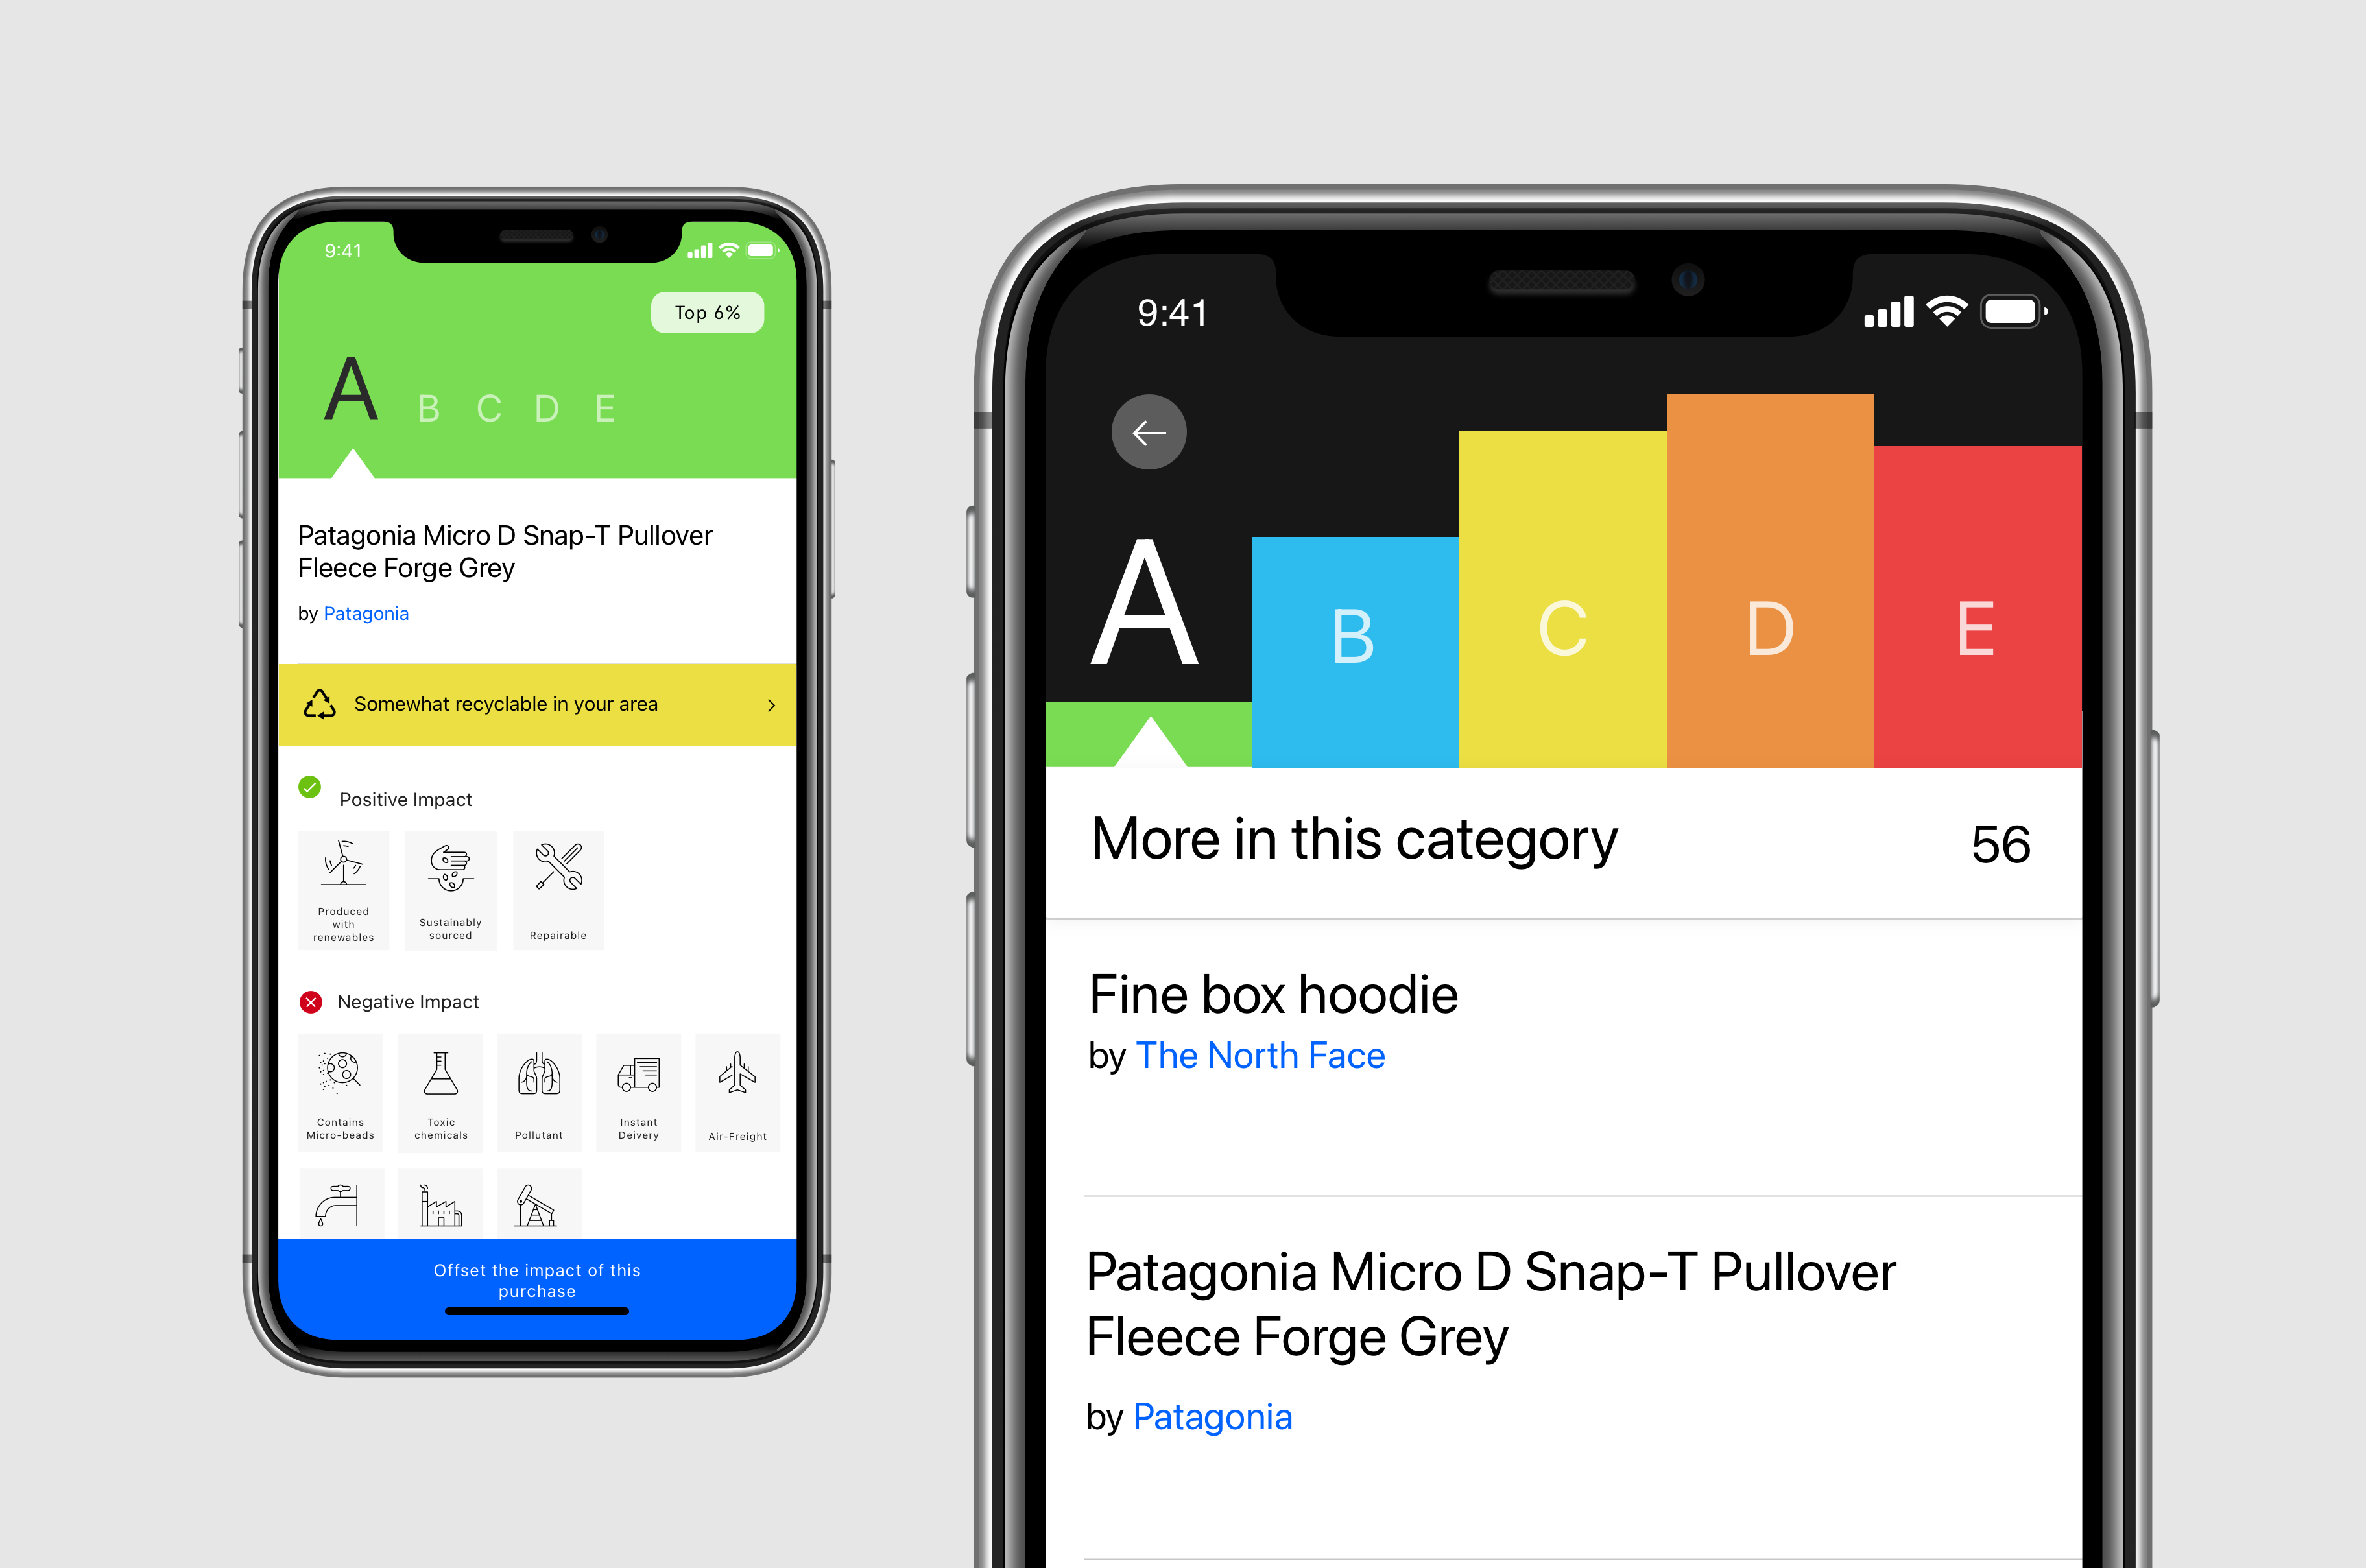 9:41
Top 6%
A B C D E
Patagonia Micro D Snap-T Pullover
Fleece Forge Grey
by Patagonia
Somewhat recyclable in your area
Positive Impact
Produced
with
renewables
Sustainably
sourced
Repairable
Negative Impact
Contains
Micro-beads
Toxic
chemicals
Pollutant
Instant
Deivery
Air-Freight
Offset the impact of this
purchase
9:41
A B C D E
More in this category 56
Fine box hoodie
by The North Face
Patagonia Micro D Snap-T Pullover
Fleece Forge Grey
by Patagonia